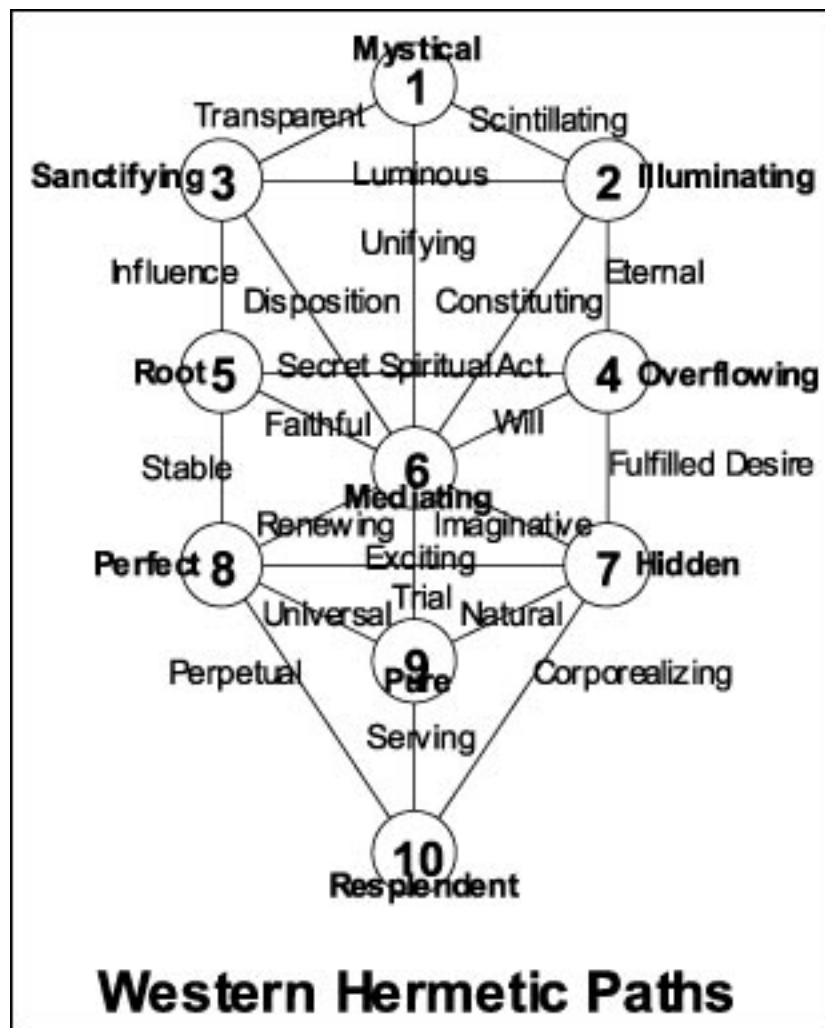 Mystical
1
Transparent
Scintillating
Sanctifying 3
2 Illuminating
Luminous
Unifying
Influence
Eternal
Disposition
Constituting
Root 5
Secret Spiritual Act.
4 Overflowing
Faithful
Will
6
Mediating
Stable
Fulfilled Desire
Renewing
Imaginative
Exciting
Perfect 8
7 Hidden
Trial
Universal
Natural
9
Pure
Perpetual
Corporealizing
Serving
10
Resplendent
Western Hermetic Paths